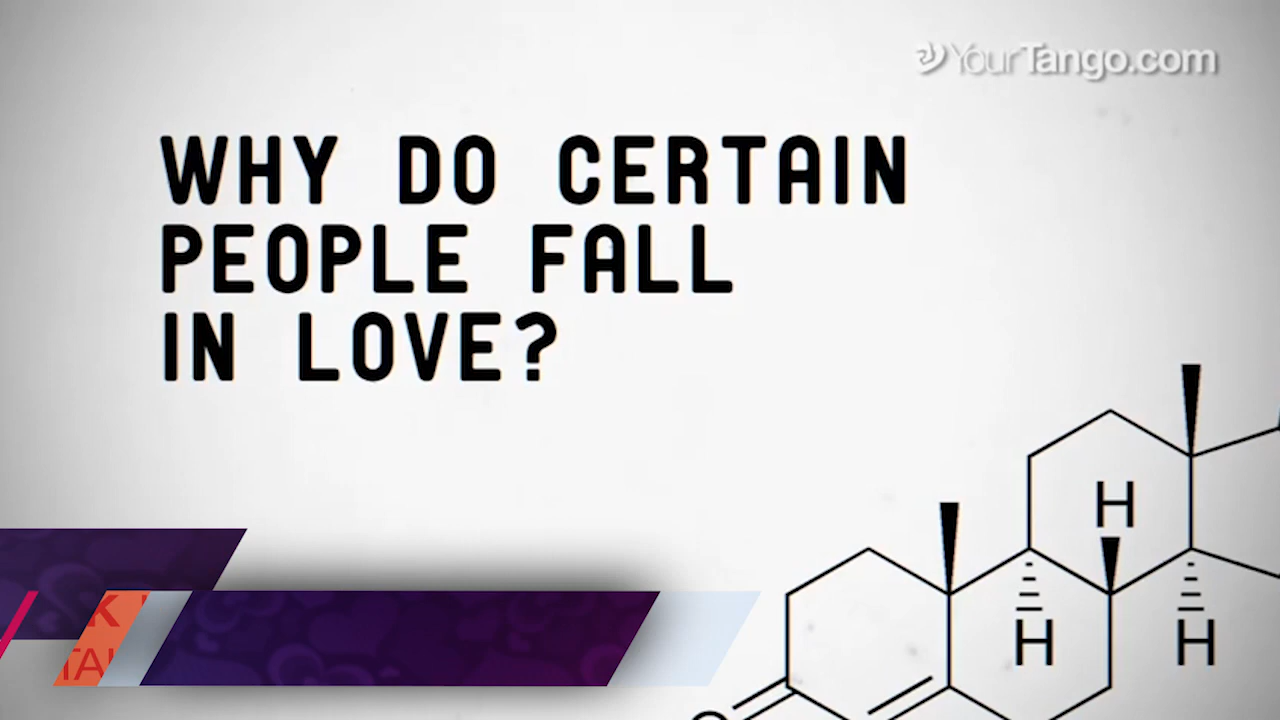 YourTango.com
WHY DO CERTAIN
PEOPLE FALL
IN LOVE?
H
H
H